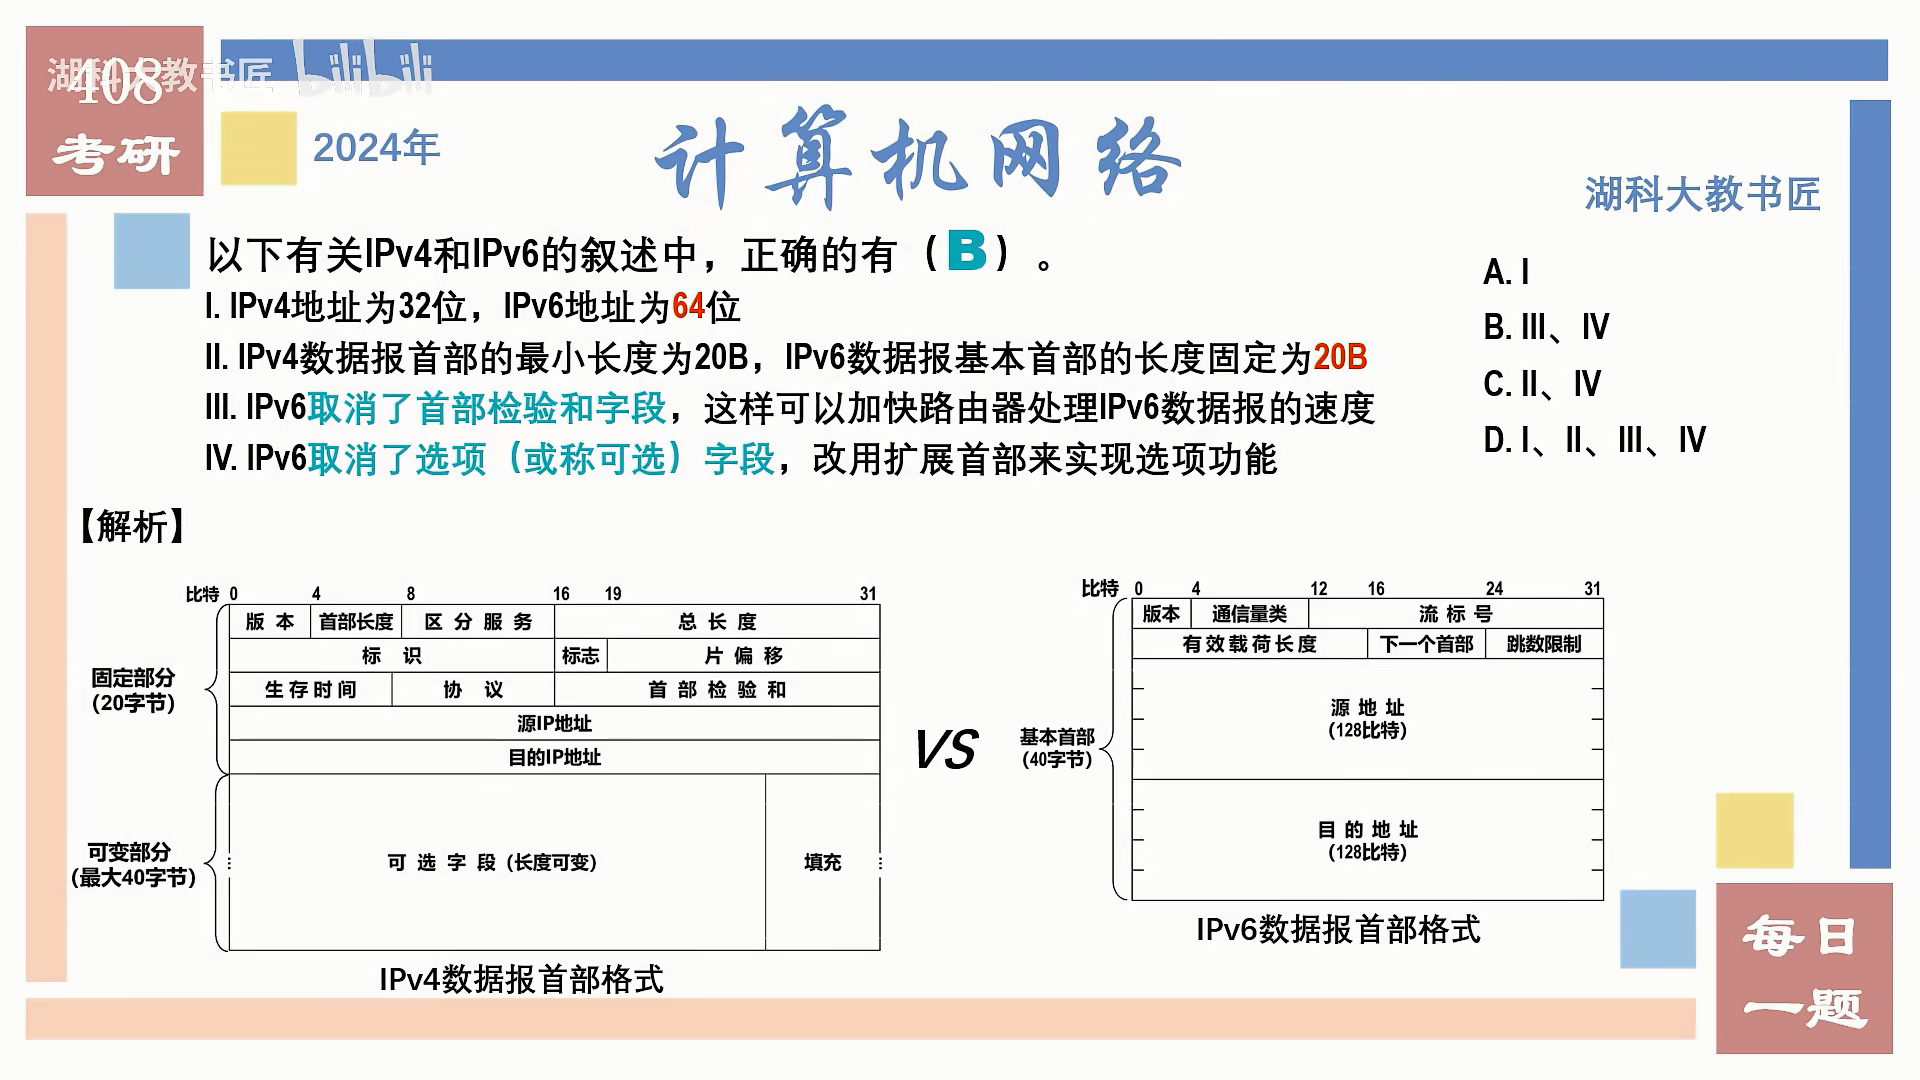 408
考研
湖科大教书匠 bilibili
2024年
计算机网络
湖科大教书匠
以下有关IPv4和IPv6的叙述中，正确的有（B）。
I. IPv4地址为32位，IPv6地址为64位
II. IPv4数据报首部的最小长度为20B，IPv6数据报基本首部的长度固定为20B
III. IPv6取消了首部检验和字段，这样可以加快路由器处理IPv6数据报的速度
IV. IPv6取消了选项（或称可选）字段，改用扩展首部来实现选项功能
A. I
B. III、IV
C. II、IV
D. I、II、III、IV
【解析】
比特 0 4 8 16 19 31
版本 首部长度 区分服务 总长度
标识 标志 片偏移
生存时间 协议 首部检验和
源IP地址
目的IP地址
可选字段(长度可变) 填充
固定部分
(20字节)
可变部分
(最大40字节)
IPv4数据报首部格式
VS
比特 0 4 12 16 24 31
版本 通信量类 流标号
有效载荷长度 下一个首部 跳数限制
源地址
(128比特)
目的地址
(128比特)
基本首部
(40字节)
IPv6数据报首部格式
每日
一题